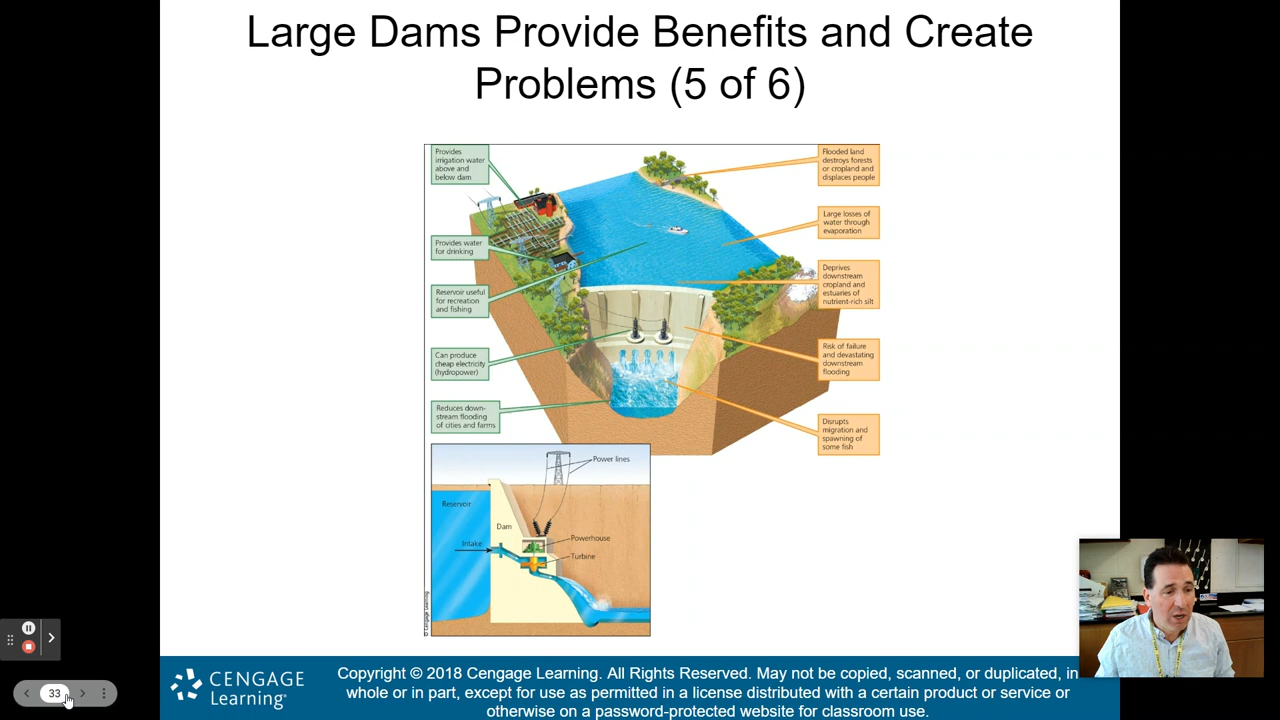 Large Dams Provide Benefits and Create
Problems (5 of 6)
Provides
irrigation water
above and
below dam
Provides water
for drinking
Reservoir useful
for recreation
and fishing
Can produce
cheap electricity
(hydropower)
Reduces down-
stream flooding
of cities and farms
Flooded land
destroys forests
or cropland and
displaces people
Large losses of
water through
evaporation
Deprives
downstream
cropland and
estuaries of
nutrient-rich silt
Risk of failure
and devastating
downstream
flooding
Disrupts
migration and
spawning of
some fish
Power lines
Reservoir
Dam
Intake
Powerhouse
Turbine
© Cengage Learning
33
CENGAGE
Learning®
Copyright © 2018 Cengage Learning. All Rights Reserved. May not be copied, scanned, or duplicated, in
whole or in part, except for use as permitted in a license distributed with a certain product or service or
otherwise on a password-protected website for classroom use.